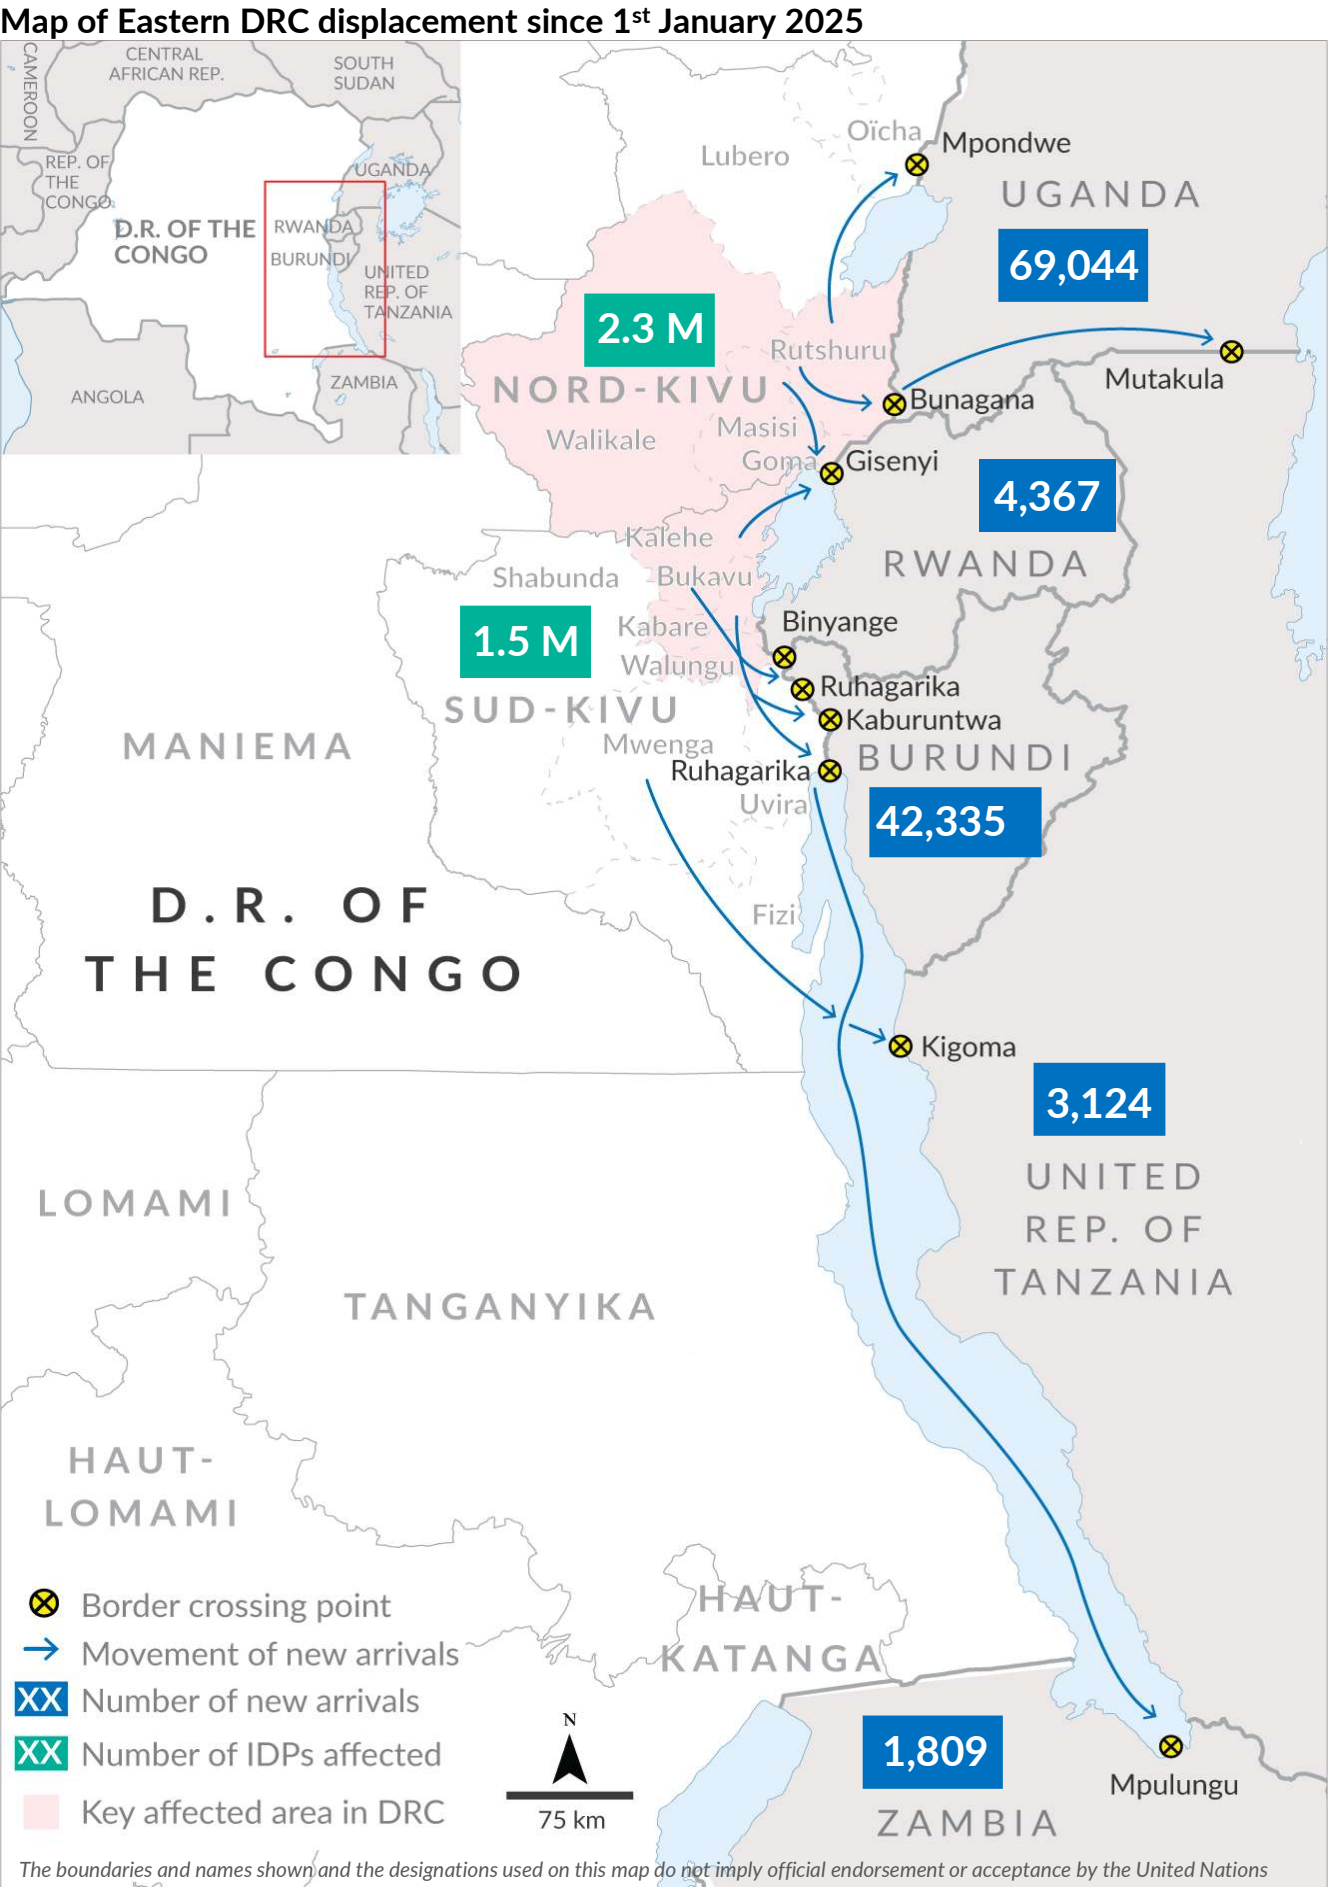 Map of Eastern DRC displacement since 1st January 2025
CAMEROON
CENTRAL
AFRICAN REP.
SOUTH
SUDAN
REP. OF
THE
CONGO
UGANDA
D.R. OF THE
CONGO
RWANDA
BURUNDI
UNITED
REP. OF
TANZANIA
ANGOLA
ZAMBIA
Oïcha
Mpondwe
Lubero
UGANDA
69,044
2.3 M
Rutshuru
Mutakula
NORD-KIVU
Bunagana
Masisi
Walikale
Goma
Gisenyi
4,367
Kalehe
RWANDA
Shabunda
Bukavu
Binyange
Kabare
1.5 M
Walungu
Ruhagarika
SUD-KIVU
Kaburuntwa
MANIEMA
Mwenga
BURUNDI
Ruhagarika
Uvira
42,335
D.R. OF
THE CONGO
Fizi
Kigoma
3,124
UNITED
REP. OF
TANZANIA
LOMAMI
TANGANYIKA
HAUT-
LOMAMI
HAUT-
KATANGA
Border crossing point
Movement of new arrivals
XX Number of new arrivals
XX Number of IDPs affected
Key affected area in DRC
N
75 km
1,809
Mpulungu
ZAMBIA
The boundaries and names shown and the designations used on this map do not imply official endorsement or acceptance by the United Nations